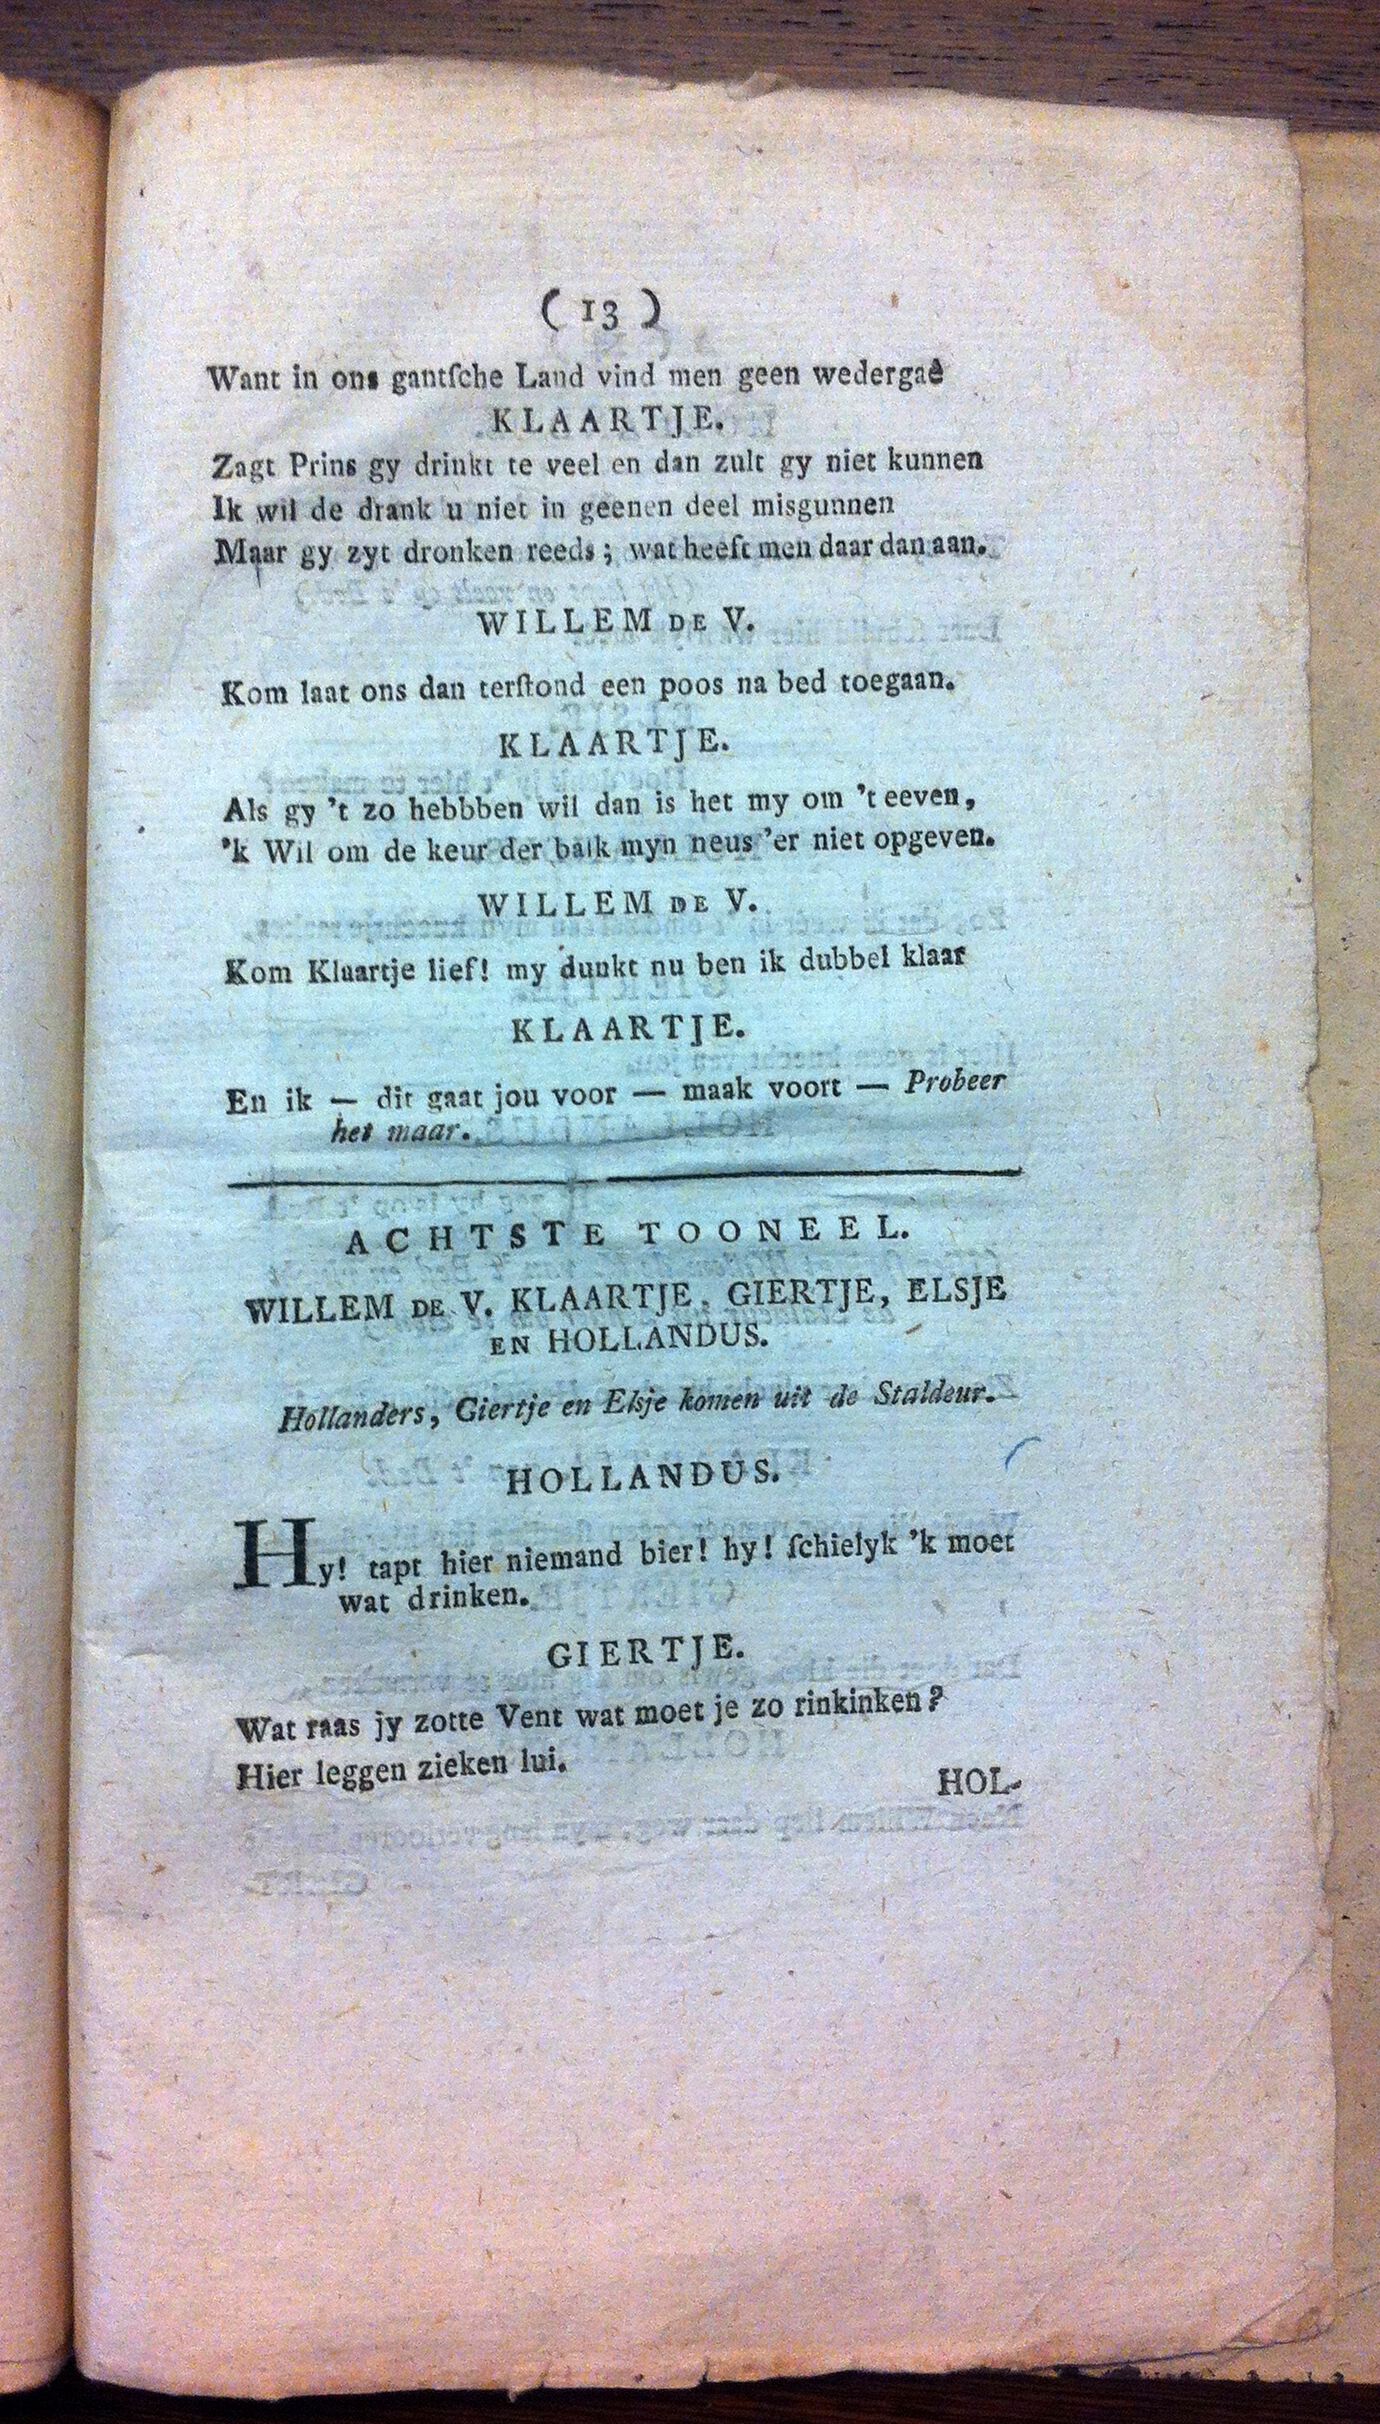 ( 13 )
Want in ons gantſche Land vind men geen wedergaê
KLAARTJE.
Zagt Prins gy drinkt te veel en dan zult gy niet kunnen
Ik wil de drank u niet in geenen deel misgunnen
Maar gy zyt dronken reeds; wat heeft men daar dan aan.
WILLEM DE V.
Kom laat ons dan terſtond een poos na bed toegaan.
KLAARTJE.
Als gy 't zo hebbben wil dan is het my om 't eeven,
'k Wil om de keur der balk myn neus 'er niet opgeven.
WILLEM DE V.
Kom Klaartje lief! my dunkt nu ben ik dubbel klaar
KLAARTJE.
En ik — dit gaat jou voor — maak voort — Probeer
het maar.
ACHTSTE TOONEEL.
WILLEM DE V. KLAARTJE, GIERTJE, ELSJE
EN HOLLANDUS.
Hollanders, Giertje en Elsje komen uit de Staldeur.
HOLLANDUS.
Hy! tapt hier niemand bier! hy! ſchielyk 'k moet
wat drinken.
GIERTJE.
Wat raas jy zotte Vent wat moet je zo rinkinken?
Hier leggen zieken lui.
HOL-